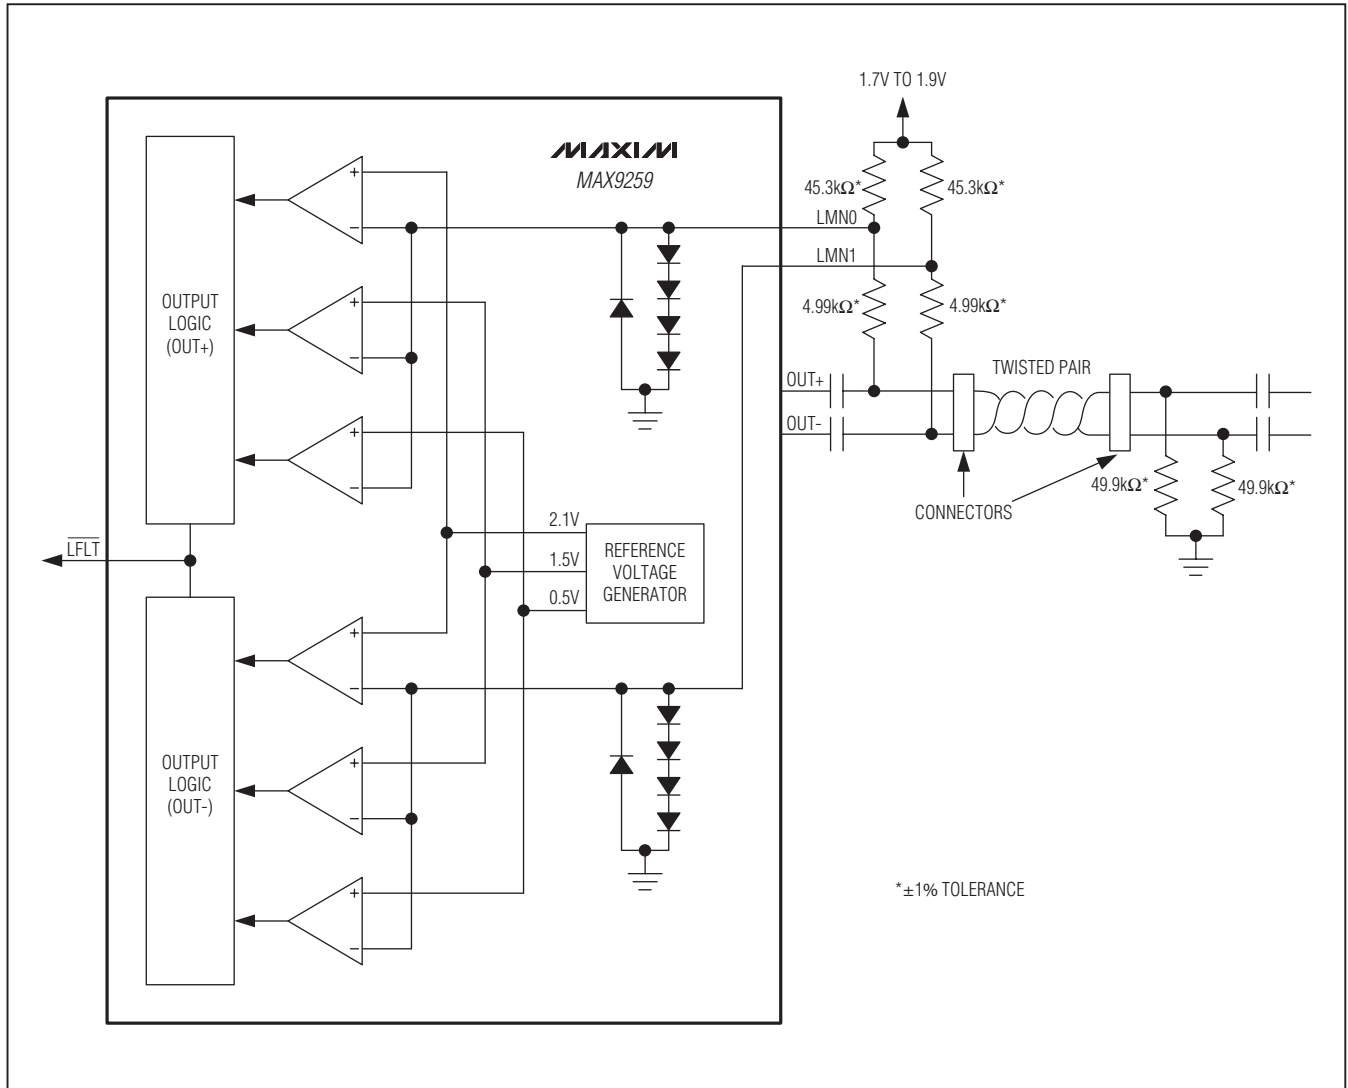 1.7V TO 1.9V
MAXIM
MAX9259
45.3kΩ*
45.3kΩ*
LMN0
LMN1
4.99kΩ*
4.99kΩ*
OUTPUT
LOGIC
(OUT+)
OUT+
OUT-
TWISTED PAIR
CONNECTORS
49.9kΩ*
49.9kΩ*
LFLT
2.1V
1.5V
0.5V
REFERENCE
VOLTAGE
GENERATOR
OUTPUT
LOGIC
(OUT-)
*±1% TOLERANCE
+
-
+
-
+
-
+
-
+
-
+
-